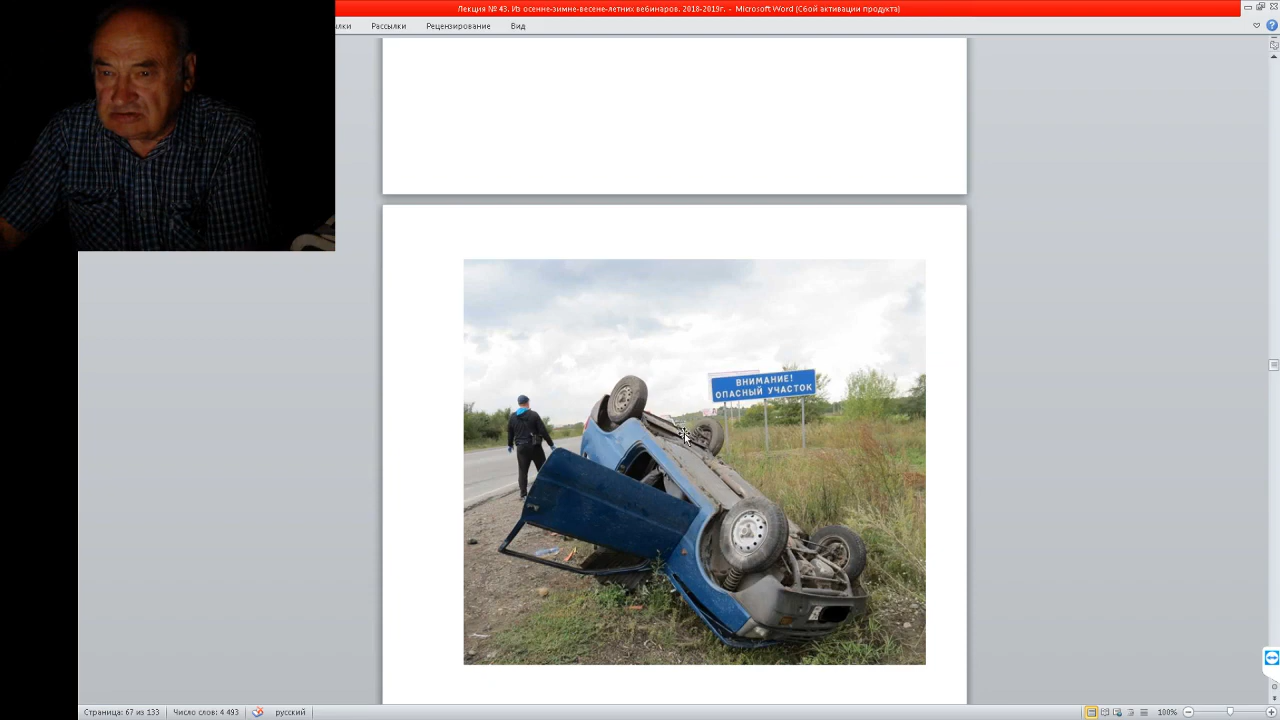 Лекция № 43. Из осенне-зимне-весене-летних вебинаров. 2018-2019г. - Microsoft Word (Сбой активации продукта)
лки Рассылки Рецензирование Вид
ВНИМАНИЕ!
ОПАСНЫЙ УЧАСТОК
Страница: 67 из 133 Число слов: 4 493 русский 100%